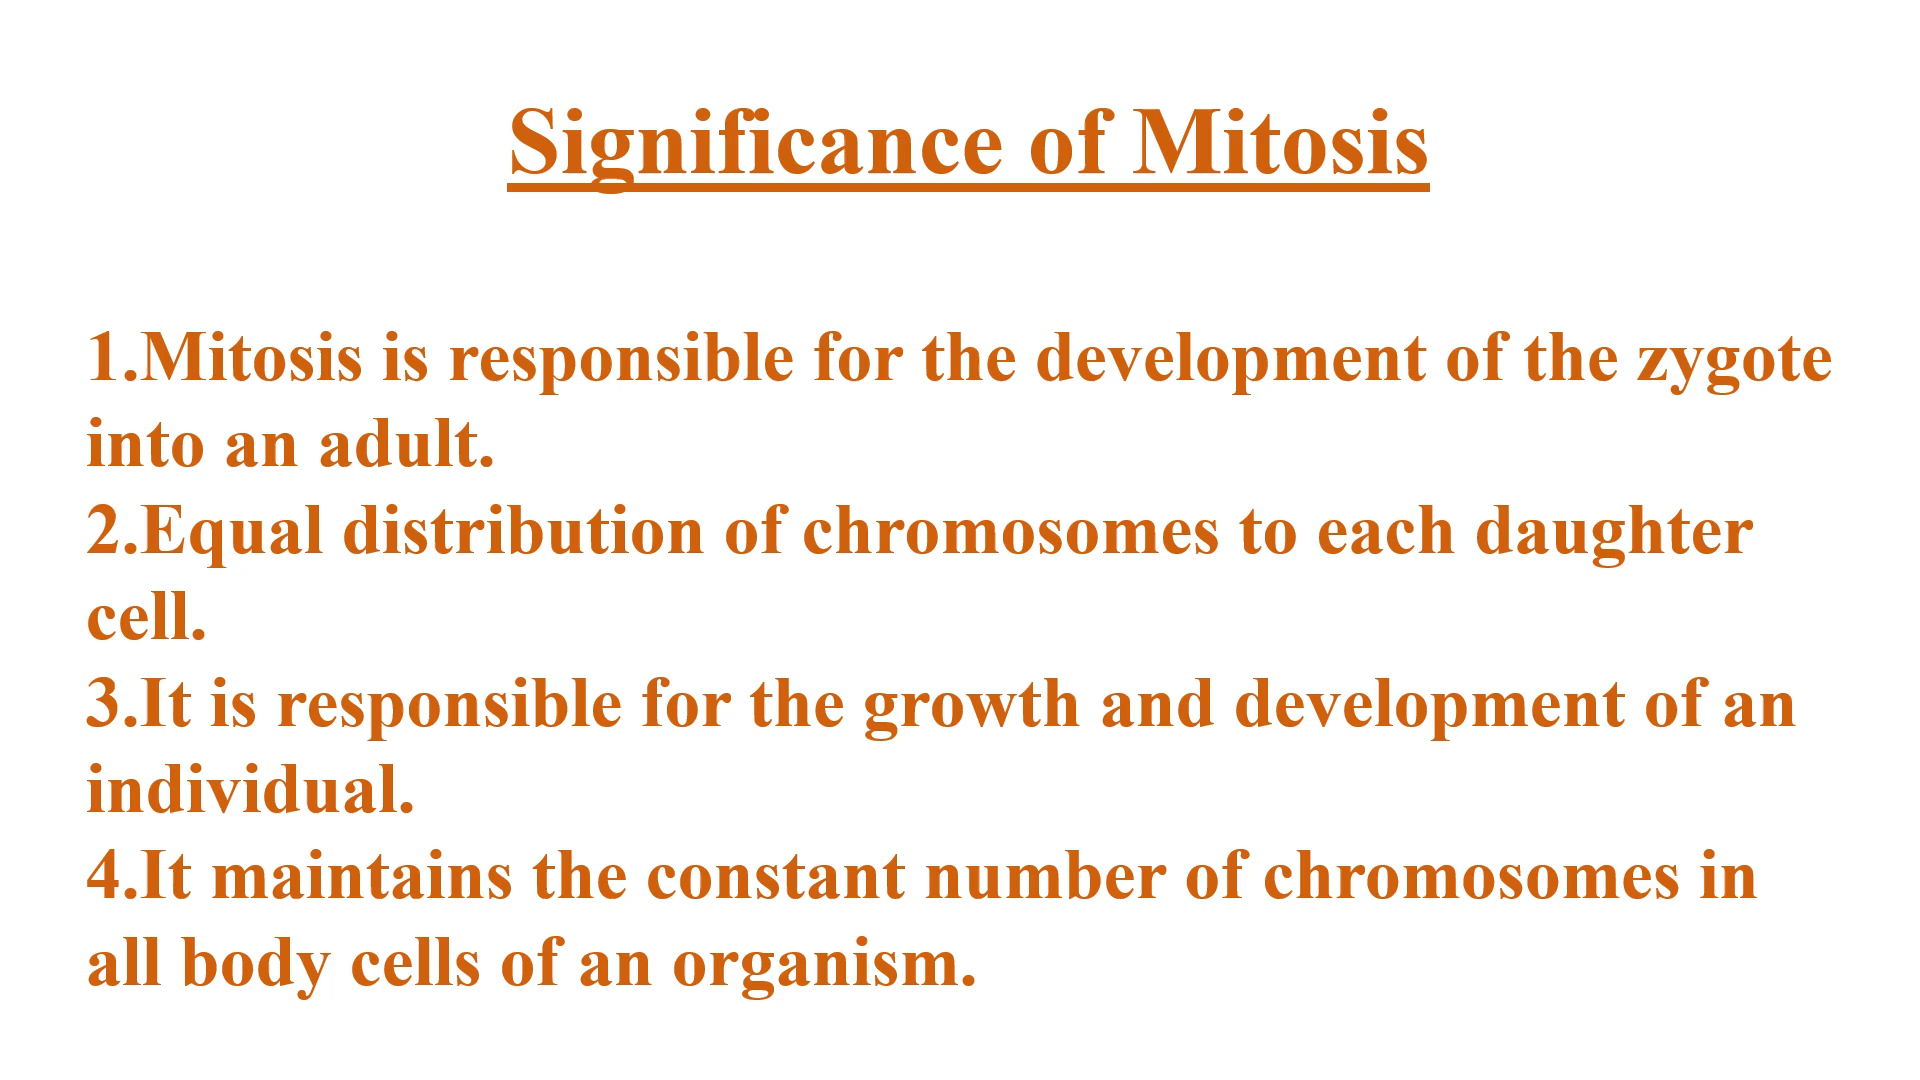 Significance of Mitosis
1.Mitosis is responsible for the development of the zygote
into an adult.
2.Equal distribution of chromosomes to each daughter
cell.
3.It is responsible for the growth and development of an
individual.
4.It maintains the constant number of chromosomes in
all body cells of an organism.